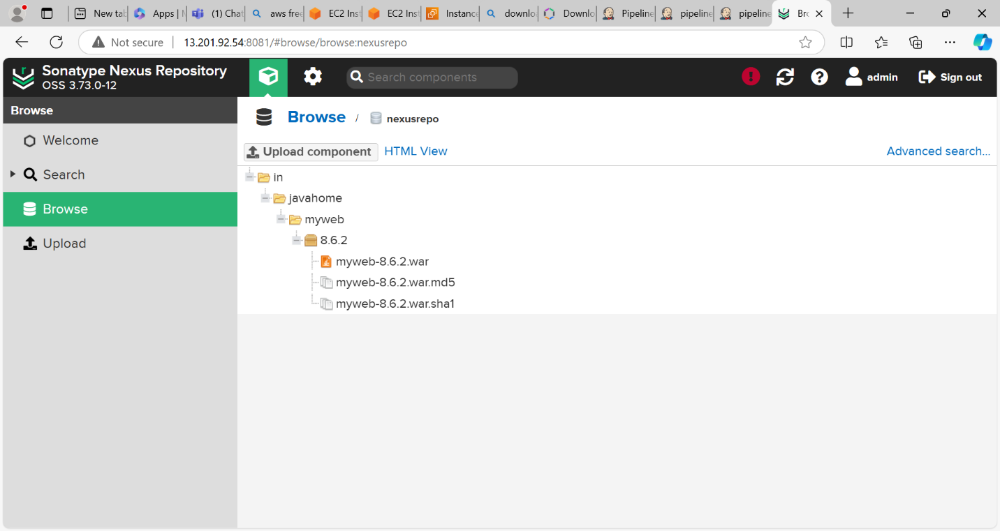 New tab
Apps | M
(1) Chat
aws free
EC2 Inst
EC2 Inst
Instance
downloa
Downlo
Pipeline
pipeline
pipeline
Bro
Not secure
13.201.92.54:8081/#browse/browse:nexusrepo
Sonatype Nexus Repository
OSS 3.73.0-12
Search components
admin
Sign out
Browse
Welcome
Search
Browse
Upload
Browse / nexusrepo
Upload component
HTML View
Advanced search...
in
javahome
myweb
8.6.2
myweb-8.6.2.war
myweb-8.6.2.war.md5
myweb-8.6.2.war.sha1